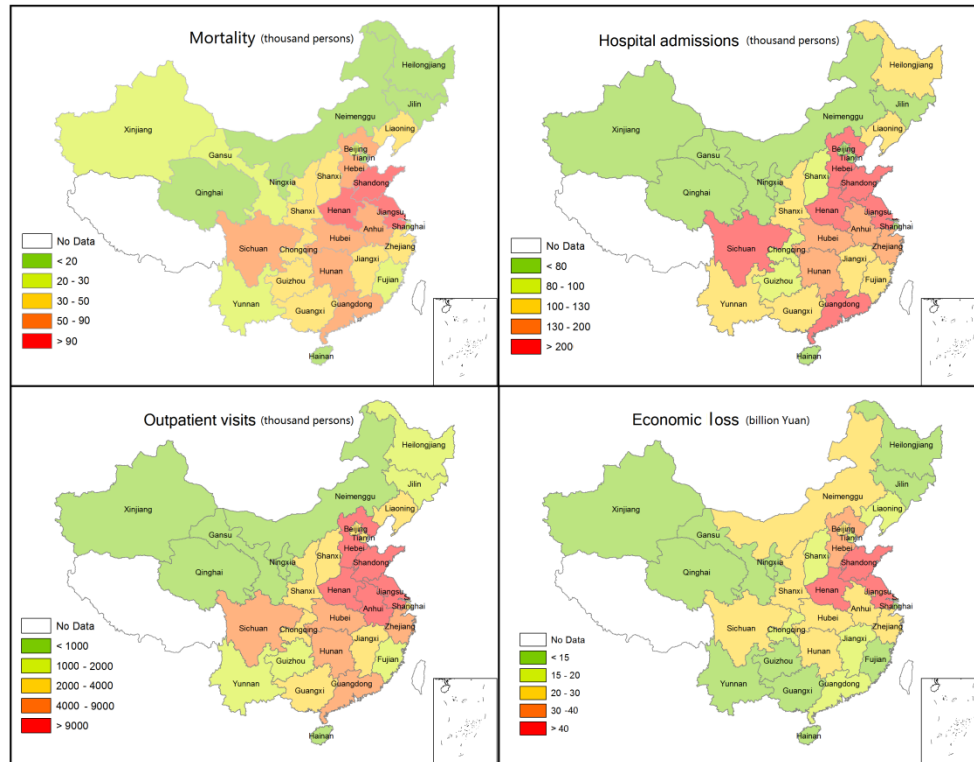 Mortality (thousand persons)
Heilongjiang
Jilin
Neimenggu
Liaoning
Xinjiang
Gansu
Beijing
Tianjin
Hebei
Ningxia
Shanxi
Shandong
Qinghai
Shanxi
Henan
Jiangsu
Anhui
Shanghai
Sichuan
Hubei
Chongqing
Zhejiang
Hunan
Jiangxi
Guizhou
Fujian
Yunnan
Guangxi
Guangdong
Hainan
No Data
< 20
20 - 30
30 - 50
50 - 90
> 90
Hospital admissions (thousand persons)
Heilongjiang
Jilin
Neimenggu
Liaoning
Xinjiang
Gansu
Beijing
Tianjin
Hebei
Ningxia
Shanxi
Shandong
Qinghai
Shanxi
Henan
Jiangsu
Anhui
Shanghai
Sichuan
Hubei
Chongqing
Zhejiang
Hunan
Jiangxi
Guizhou
Fujian
Yunnan
Guangxi
Guangdong
Hainan
No Data
< 80
80 - 100
100 - 130
130 - 200
> 200
Outpatient visits (thousand persons)
Heilongjiang
Jilin
Neimenggu
Liaoning
Xinjiang
Gansu
Beijing
Tianjin
Hebei
Ningxia
Shanxi
Shandong
Qinghai
Shanxi
Henan
Jiangsu
Anhui
Shanghai
Sichuan
Hubei
Chongqing
Zhejiang
Hunan
Jiangxi
Guizhou
Fujian
Yunnan
Guangxi
Guangdong
Hainan
No Data
< 1000
1000 - 2000
2000 - 4000
4000 - 9000
> 9000
Economic loss (billion Yuan)
Heilongjiang
Jilin
Neimenggu
Liaoning
Xinjiang
Gansu
Beijing
Tianjin
Hebei
Ningxia
Shanxi
Shandong
Qinghai
Shanxi
Henan
Jiangsu
Anhui
Shanghai
Sichuan
Hubei
Chongqing
Zhejiang
Hunan
Jiangxi
Guizhou
Fujian
Yunnan
Guangxi
Guangdong
Hainan
No Data
< 15
15 - 20
20 - 30
30 -40
> 40